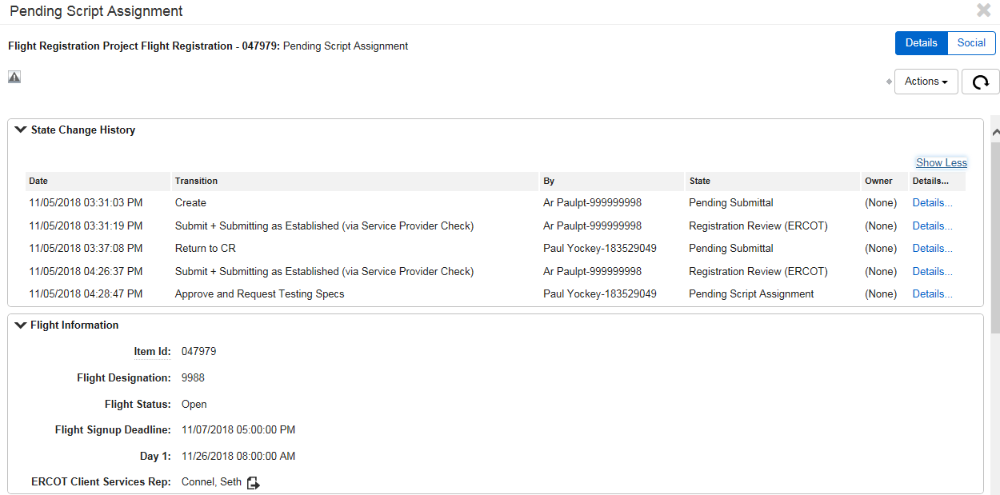 Pending Script Assignment
Flight Registration Project Flight Registration - 047979: Pending Script Assignment
Details Social
Actions
State Change History
Show Less
Date Transition By State Owner Details...
11/05/2018 03:31:03 PM Create Ar Paulpt-999999998 Pending Submittal (None) Details...
11/05/2018 03:31:19 PM Submit + Submitting as Established (via Service Provider Check) Ar Paulpt-999999998 Registration Review (ERCOT) (None) Details...
11/05/2018 03:37:08 PM Return to CR Paul Yockey-183529049 Pending Submittal (None) Details...
11/05/2018 04:26:37 PM Submit + Submitting as Established (via Service Provider Check) Ar Paulpt-999999998 Registration Review (ERCOT) (None) Details...
11/05/2018 04:28:47 PM Approve and Request Testing Specs Paul Yockey-183529049 Pending Script Assignment (None) Details...
Flight Information
Item Id: 047979
Flight Designation: 9988
Flight Status: Open
Flight Signup Deadline: 11/07/2018 05:00:00 PM
Day 1: 11/26/2018 08:00:00 AM
ERCOT Client Services Rep: Connel, Seth